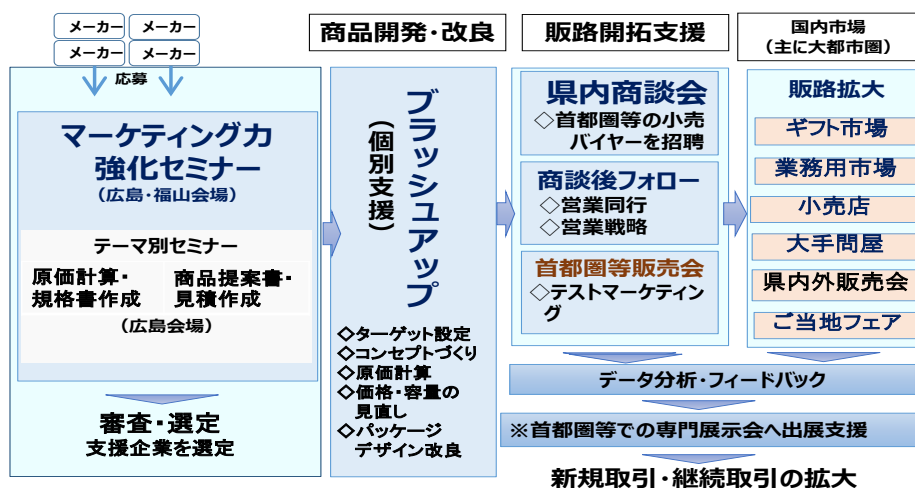 メーカー
メーカー
メーカー
メーカー
応募
マーケティング力
強化セミナー
(広島・福山会場)
テーマ別セミナー
原価計算・
規格書作成
商品提案書・
見積作成
(広島会場)
審査・選定
支援企業を選定
商品開発・改良
ブラッシュアップ
(個別支援)
◇ターゲット設定
◇コンセプトづくり
◇原価計算
◇価格・容量の
見直し
◇パッケージ
デザイン改良
販路開拓支援
県内商談会
◇首都圏等の小売
バイヤーを招聘
商談後フォロー
◇営業同行
◇営業戦略
首都圏等販売会
◇テストマーケティン
グ
国内市場
(主に大都市圏)
販路拡大
ギフト市場
業務用市場
小売店
大手問屋
県内外販売会
ご当地フェア
データ分析・フィードバック
※首都圏等での専門展示会へ出展支援
新規取引・継続取引の拡大